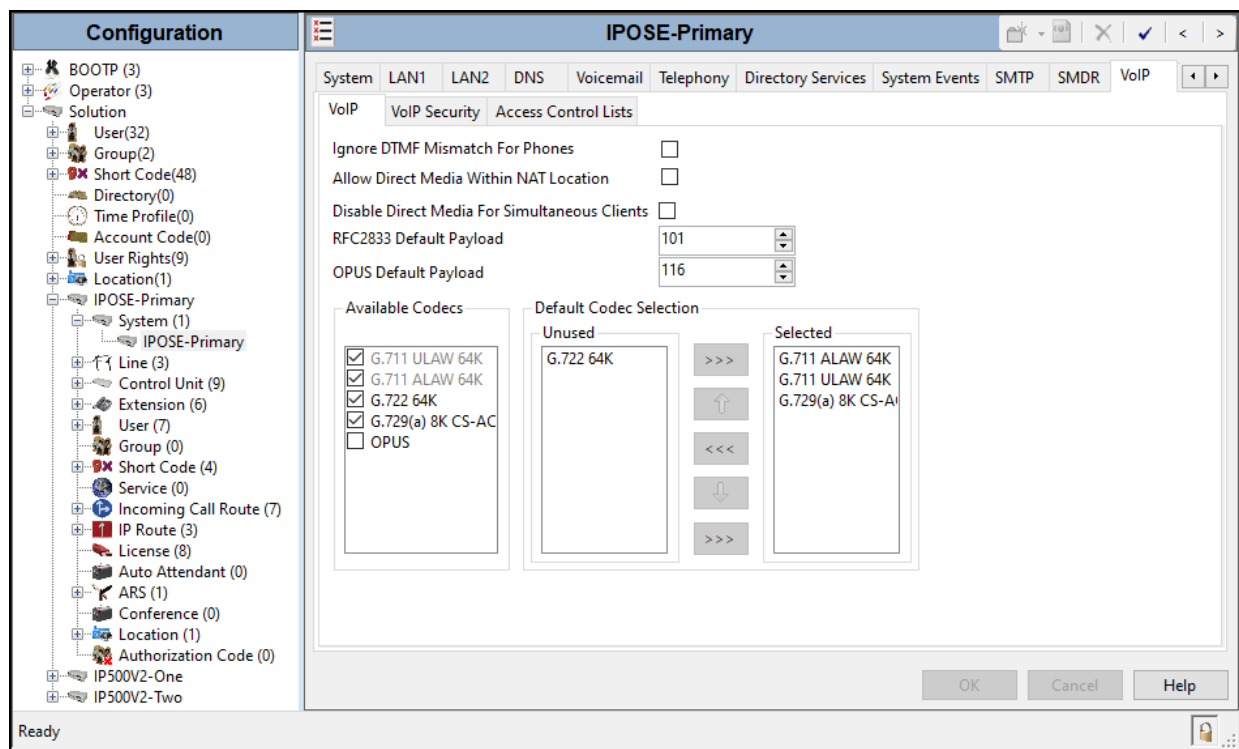 Configuration
BOOTP (3)
Operator (3)
Solution
User(32)
Group(2)
Short Code(48)
Directory(0)
Time Profile(0)
Account Code(0)
User Rights(9)
Location(1)
IPOSE-Primary
System (1)
IPOSE-Primary
Line (3)
Control Unit (9)
Extension (6)
User (7)
Group (0)
Short Code (4)
Service (0)
Incoming Call Route (7)
IP Route (3)
License (8)
Auto Attendant (0)
ARS (1)
Conference (0)
Location (1)
Authorization Code (0)
IP500V2-One
IP500V2-Two
IPOSE-Primary
System LAN1 LAN2 DNS Voicemail Telephony Directory Services System Events SMTP SMDR VoIP
VoIP VoIP Security Access Control Lists
Ignore DTMF Mismatch For Phones
Allow Direct Media Within NAT Location
Disable Direct Media For Simultaneous Clients
RFC2833 Default Payload 101
OPUS Default Payload 116
Available Codecs
G.711 ULAW 64K
G.711 ALAW 64K
G.722 64K
G.729(a) 8K CS-AC
OPUS
Default Codec Selection
Unused
G.722 64K
>>>
<<<
>>>
Selected
G.711 ALAW 64K
G.711 ULAW 64K
G.729(a) 8K CS-A
OK Cancel Help
Ready